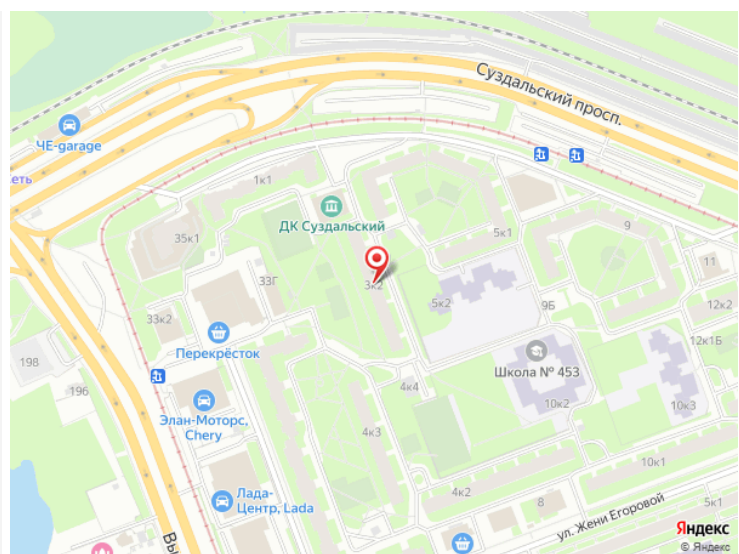 Суздальский просп.
ЧЕ-garage
еть
1к1
ДК Суздальский
35к1
9
5к1
11
33Г
3к2
5к2
9Б
12к2
33к2
Перекрёсток
12к1Б
198
196
Школа № 453
4к4
Элан-Моторс,
Chery
10к2
10к3
4к3
10к1
Лада-
Центр, Lada
4к2
8
5к1
ул. Жени Егоровой
Вы
Яндекс
© Яндекс